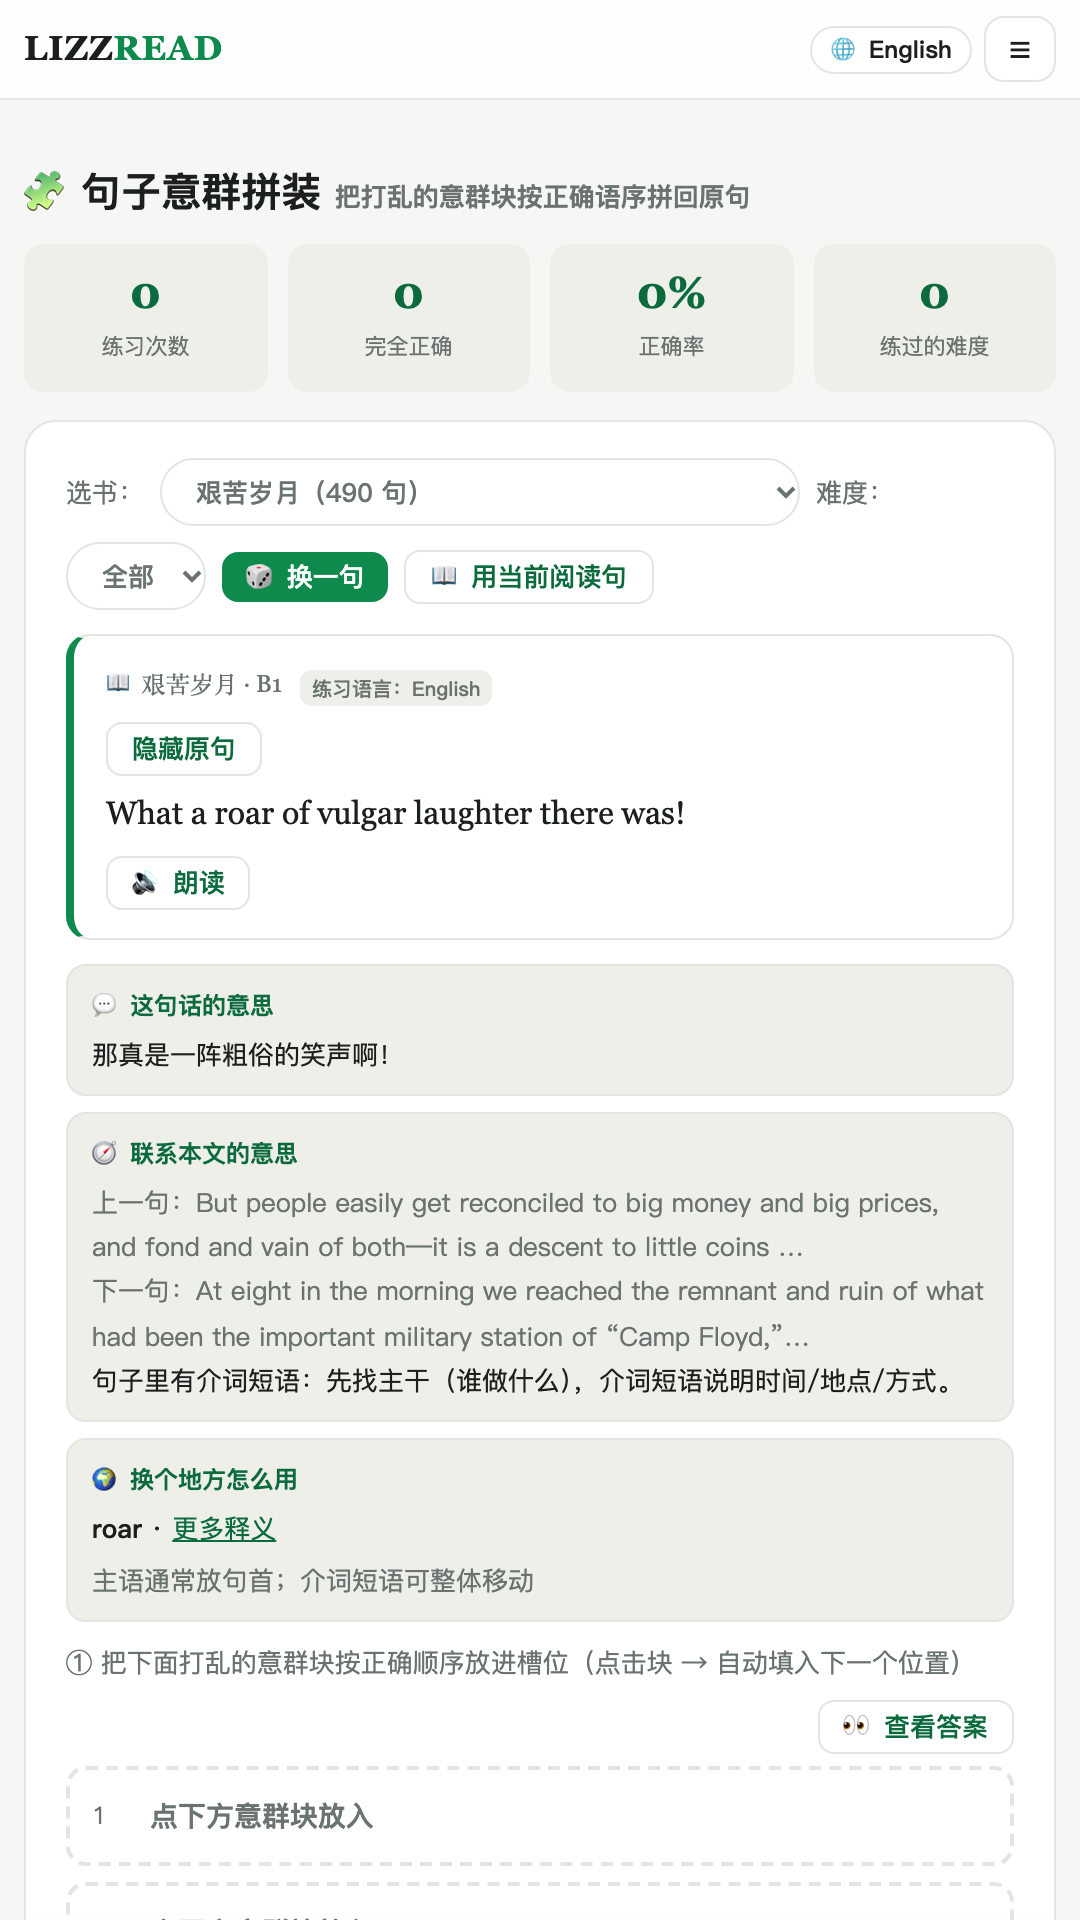 LIZZREAD
English
句子意群拼装 把打乱的意群块按正确语序拼回原句
0
练习次数
0
完全正确
0%
正确率
0
练过的难度
选书：
艰苦岁月（490 句）
难度：
全部
换一句
用当前阅读句
艰苦岁月 · B1
练习语言：English
隐藏原句
What a roar of vulgar laughter there was!
朗读
这句话的意思
那真是一阵粗俗的笑声啊！
联系本文的意思
上一句：But people easily get reconciled to big money and big prices,
and fond and vain of both—it is a descent to little coins …
下一句：At eight in the morning we reached the remnant and ruin of what
had been the important military station of “Camp Floyd,”…
句子里有介词短语：先找主干（谁做什么），介词短语说明时间/地点/方式。
换个地方怎么用
roar · 更多释义
主语通常放句首；介词短语可整体移动
① 把下面打乱的意群块按正确顺序放进槽位（点击块 → 自动填入下一个位置）
查看答案
1 点下方意群块放入